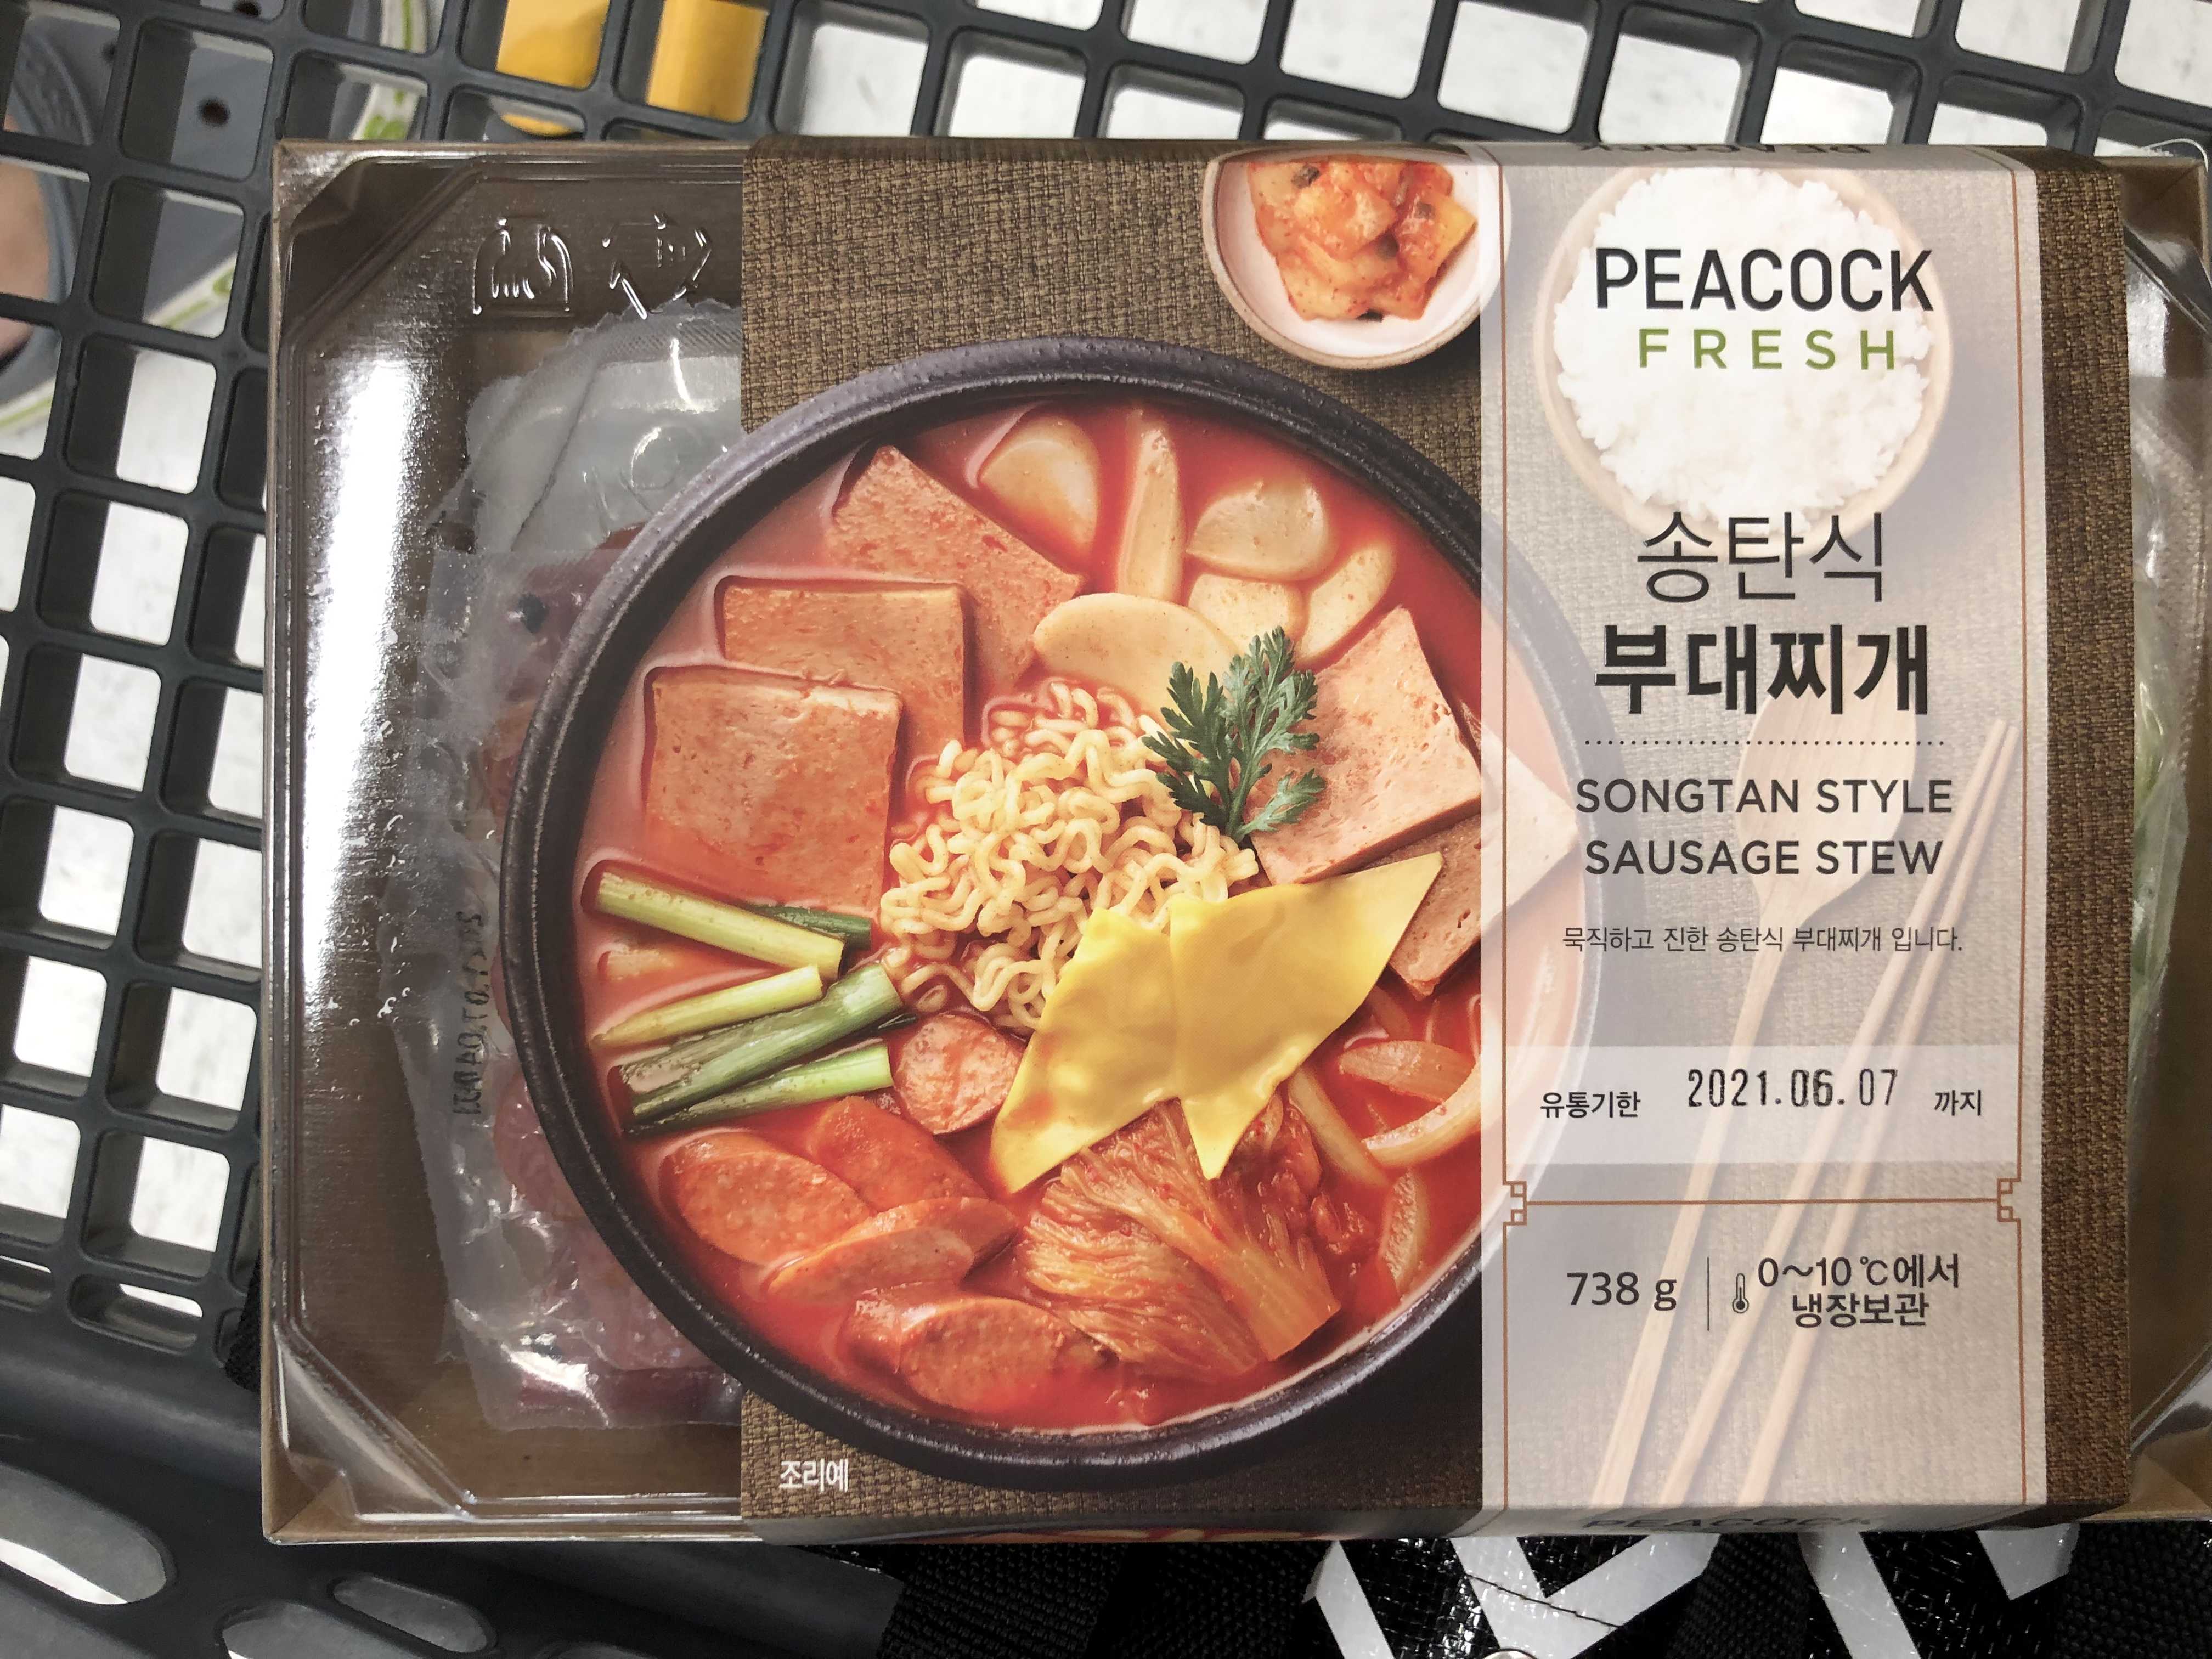 PEACOCK
FRESH
송탄식
부대찌개
SONGTAN STYLE
SAUSAGE STEW
묵직하고 진한 송탄식 부대찌개 입니다.
유통기한 2021.06.07 까지
738 g
0~10 ℃에서
냉장보관
조리예
PEACOCK